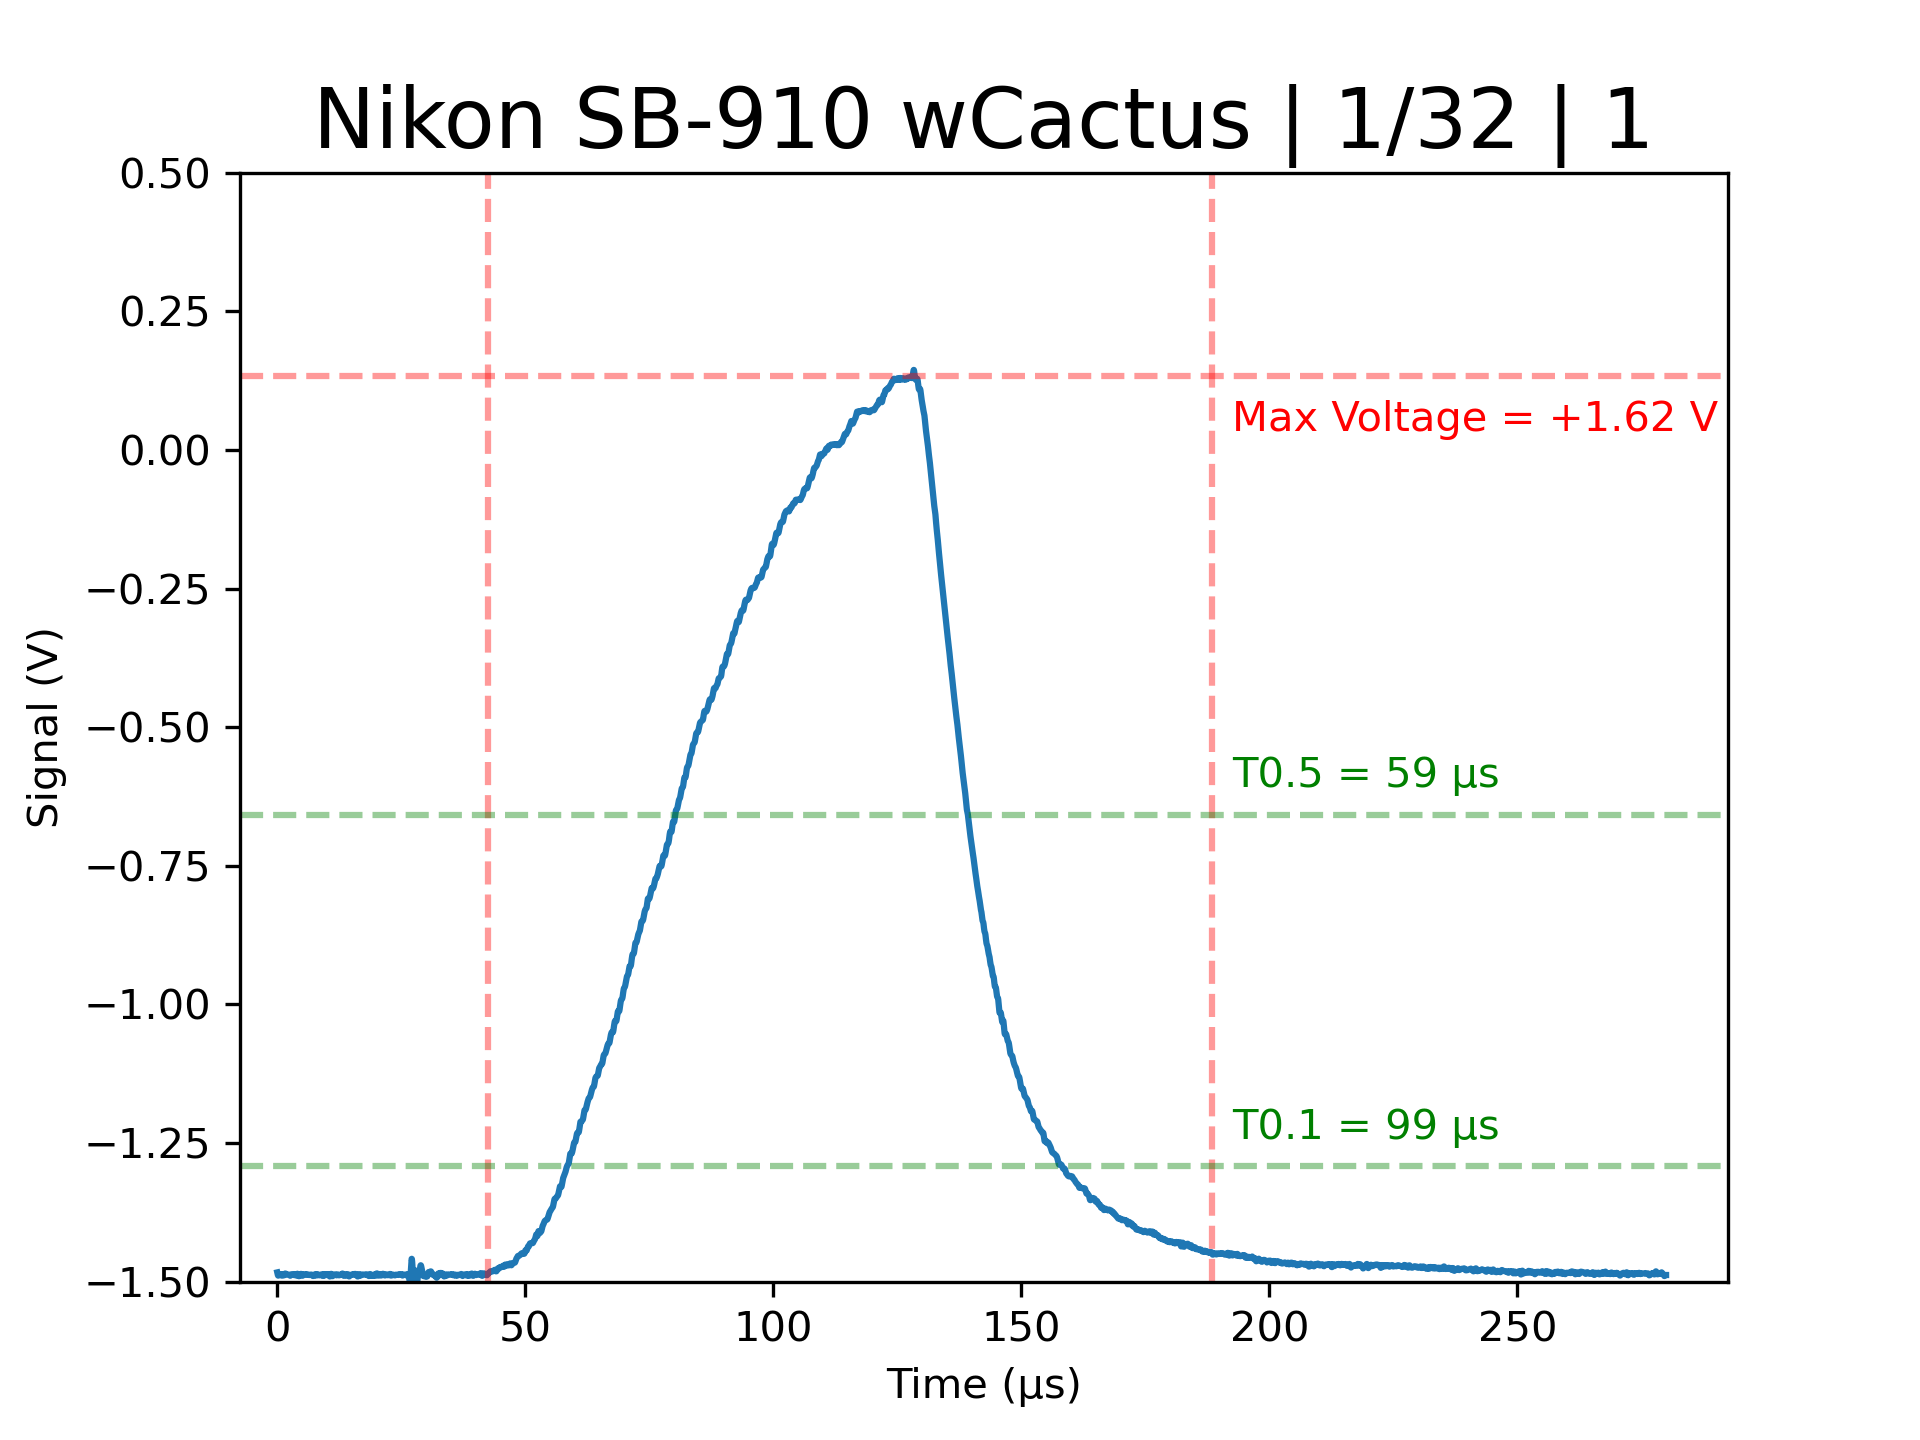 Nikon SB-910 wCactus | 1/32 | 1
0.50
0.25
Max Voltage = +1.62 V
0.00
−0.25
−0.50
Signal (V)
T0.5 = 59 µs
−0.75
−1.00
T0.1 = 99 µs
−1.25
−1.50
0 50 100 150 200 250
Time (µs)